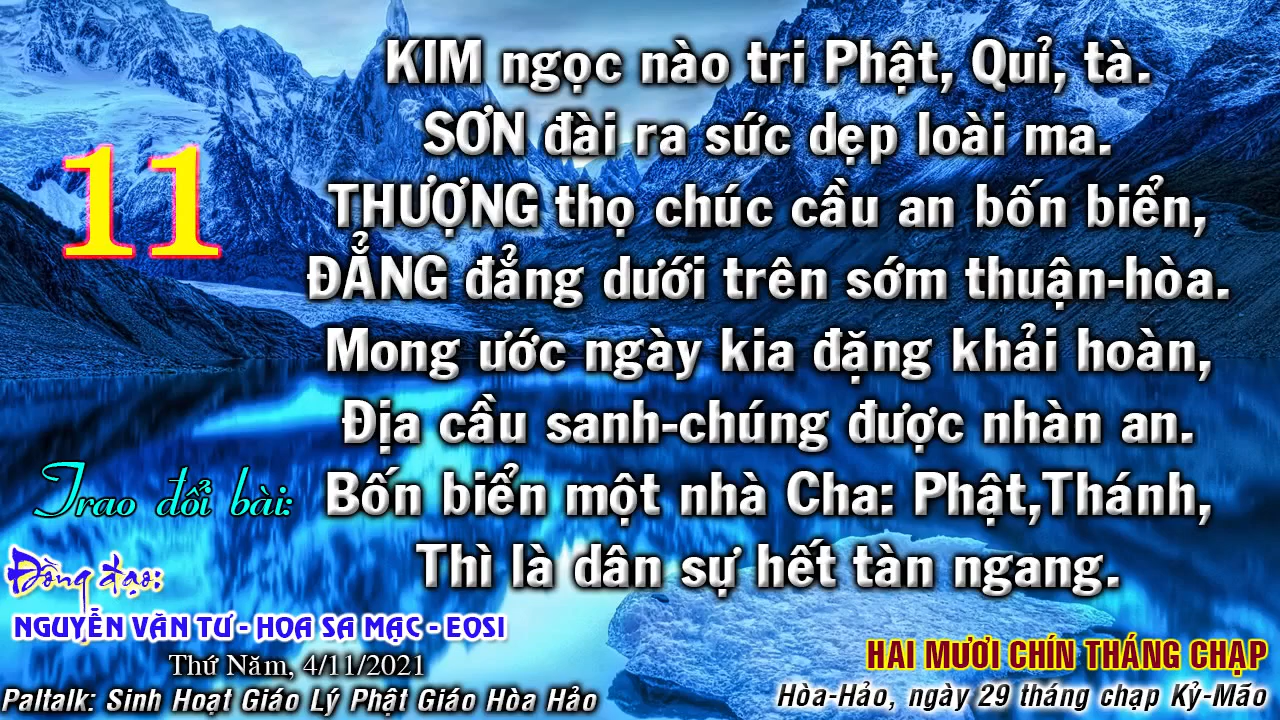 11
KIM ngọc nào tri Phật, Quỉ, tà.
SƠN đài ra sức dẹp loài ma.
THƯỢNG thọ chúc cầu an bốn biển,
ĐẲNG đẳng dưới trên sớm thuận-hòa.
Mong ước ngày kia đặng khải hoàn,
Địa cầu sanh-chúng được nhàn an.
Bốn biển một nhà Cha: Phật,Thánh,
Thì là dân sự hết tàn ngang.
Trao đổi bài:
Đồng đạo:
NGUYỄN VĂN TƯ - HOA SA MẠC - EOSI
Thứ Năm, 4/11/2021
Paltalk: Sinh Hoạt Giáo Lý Phật Giáo Hòa Hảo
HAI MƯƠI CHÍN THÁNG CHẠP
Hòa-Hảo, ngày 29 tháng chạp Kỷ-Mão